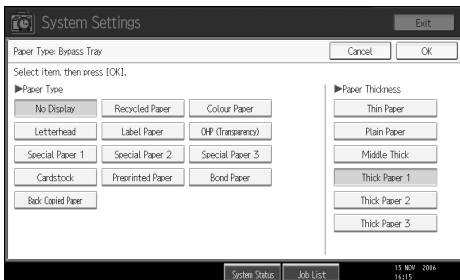 System Settings
Exit
Paper Type: Bypass Tray
Cancel
OK
Select item, then press [OK].
▶Paper Type
▶Paper Thickness
No Display
Recycled Paper
Colour Paper
Thin Paper
Letterhead
Label Paper
OHP (Transparency)
Plain Paper
Special Paper 1
Special Paper 2
Special Paper 3
Middle Thick
Cardstock
Preprinted Paper
Bond Paper
Thick Paper 1
Back Copied Paper
Thick Paper 2
Thick Paper 3
System Status
Job List
15 NOV 2006
16:15